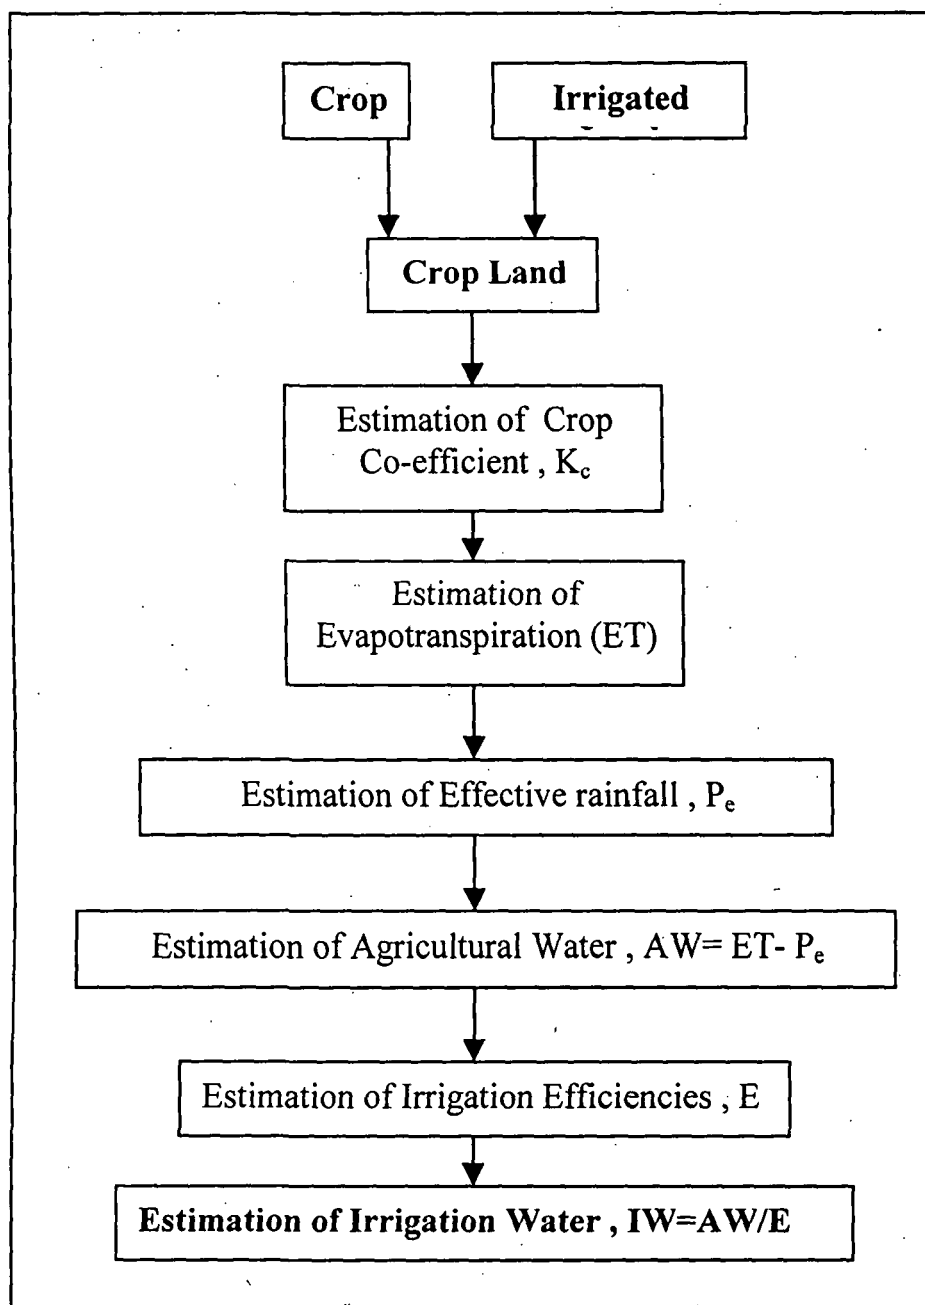 Crop
Irrigated
Crop Land
Estimation of Crop
Co-efficient , Kc
Estimation of
Evapotranspiration (ET)
Estimation of Effective rainfall , Pe
Estimation of Agricultural Water , AW= ET- Pe
Estimation of Irrigation Efficiencies , E
Estimation of Irrigation Water , IW=AW/E